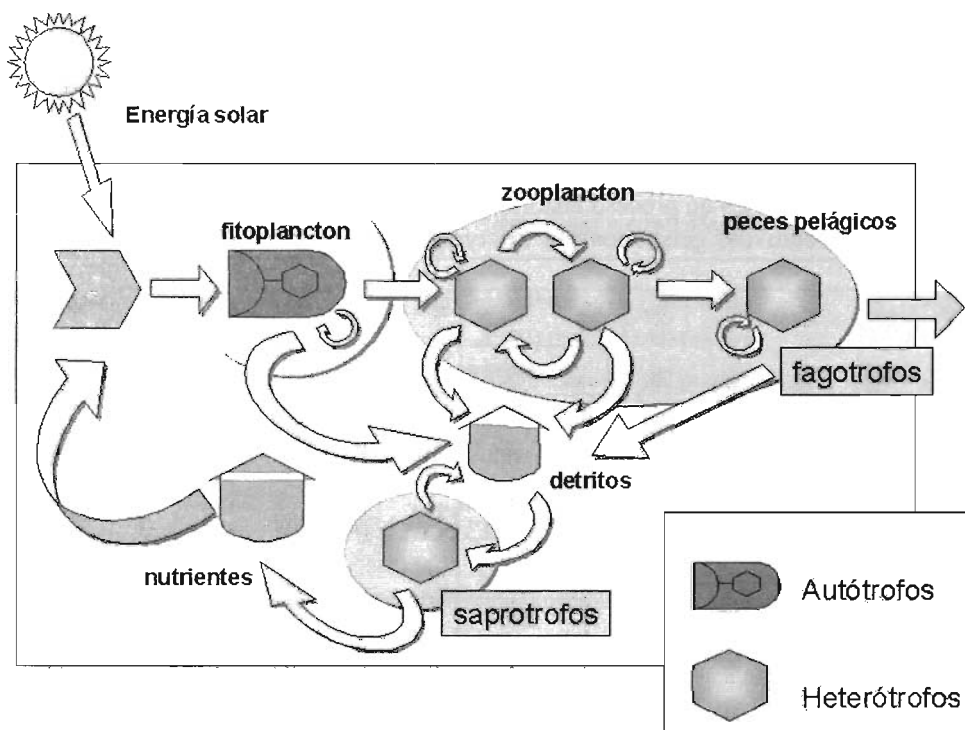 Energía solar
zooplancton
peces pelágicos
fitoplancton
fagotrofos
detritos
nutrientes
saprotrofos
Autótrofos
Heterótrofos